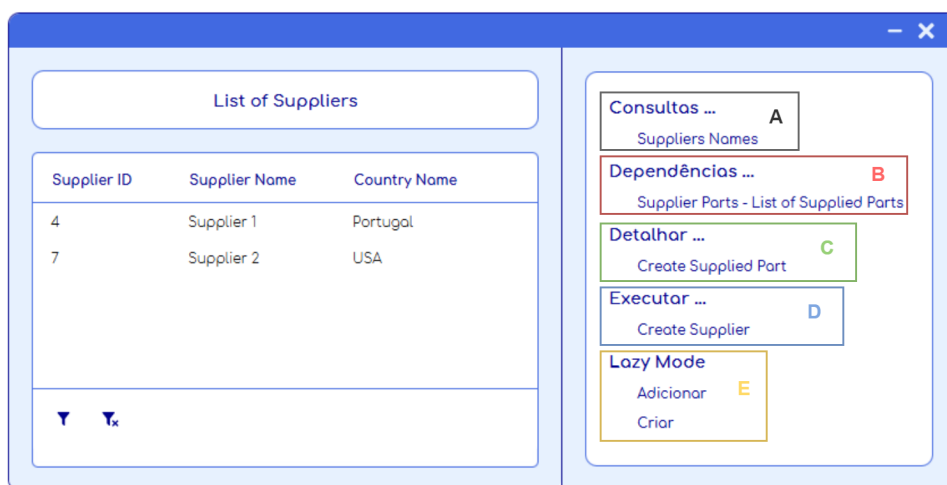 List of Suppliers
Supplier ID Supplier Name Country Name
4 Supplier 1 Portugal
7 Supplier 2 USA
Consultas ... A
Suppliers Names
Dependências ... B
Supplier Parts - List of Supplied Parts
Detalhar ... C
Create Supplied Part
Executar ... D
Create Supplier
Lazy Mode
Adicionar E
Criar